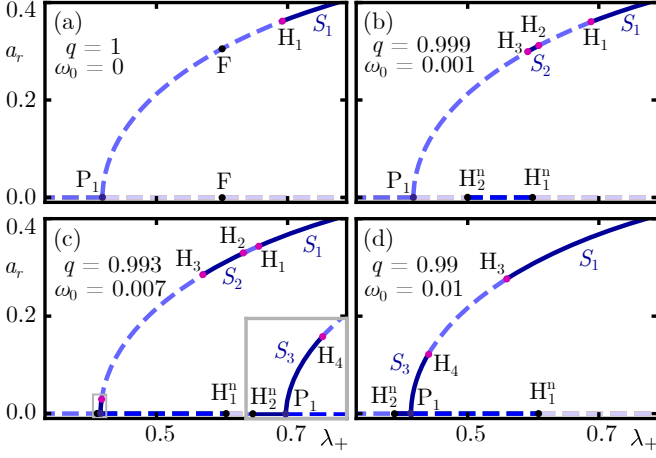 0.4
(a)
S₁
H₁
a_r
q = 1
ω₀ = 0
F
0.2
P₁
F
0.0
(b)
H₂
H₃
H₁
S₁
q = 0.999
ω₀ = 0.001
S₂
P₁
H₂ⁿ
H₁ⁿ
0.4
(c)
H₂
S₁
H₃
H₁
a_r
q = 0.993
S₂
ω₀ = 0.007
0.2
S₃
H₄
H₁ⁿ
H₂ⁿ
P₁
0.0
0.5
0.7
λ₊
(d)
H₃
S₁
q = 0.99
ω₀ = 0.01
S₃
H₄
H₂ⁿ
P₁
H₁ⁿ
0.5
0.7